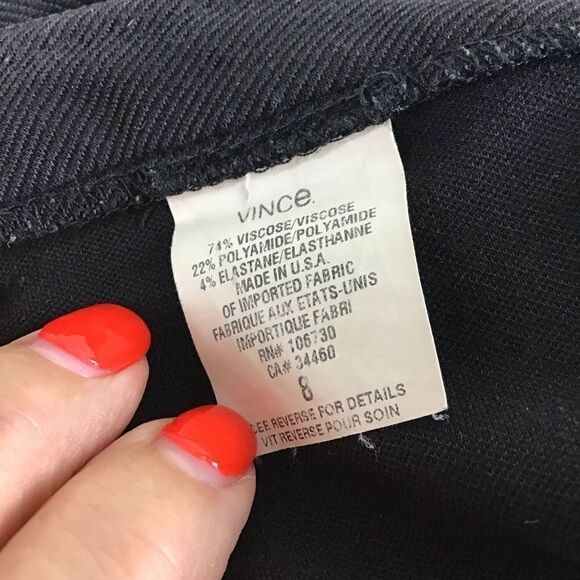 VINCE.
74% VISCOSE/VISCOSE
22% POLYAMIDE/POLYAMIDE
4% ELASTANE/ELASTHANNE
MADE IN U.S.A.
OF IMPORTED FABRIC
FABRIQUE AUX ETATS-UNIS
IMPORTIQUE FABRI
RN# 106730
CA# 34460
8
CEE REVERSE FOR DETAILS
VIT REVERSE POUR SOIN